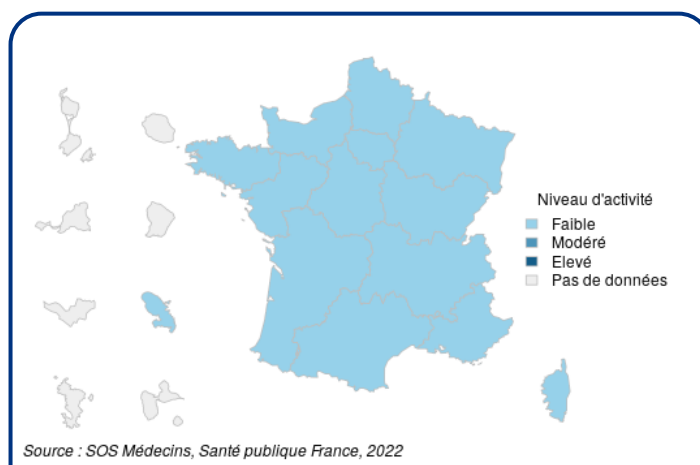 Niveau d'activité
Faible
Modéré
Elevé
Pas de données
Source : SOS Médecins, Santé publique France, 2022